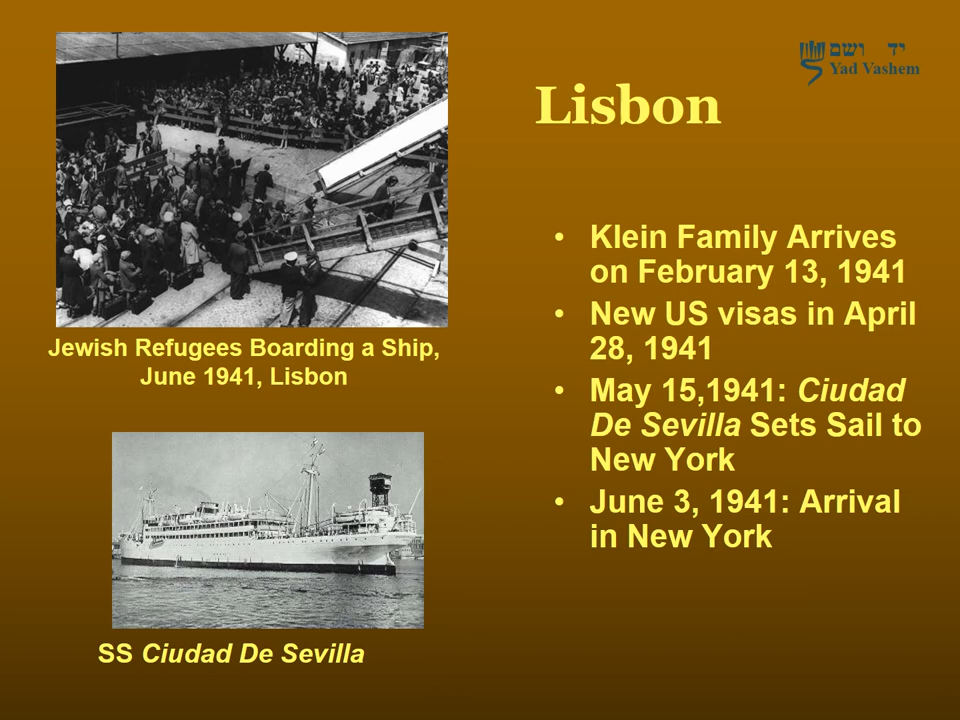 יד ושם
Yad Vashem
Lisbon
Jewish Refugees Boarding a Ship,
June 1941, Lisbon
SS Ciudad De Sevilla
• Klein Family Arrives
on February 13, 1941
• New US visas in April
28, 1941
• May 15,1941: Ciudad
De Sevilla Sets Sail to
New York
• June 3, 1941: Arrival
in New York